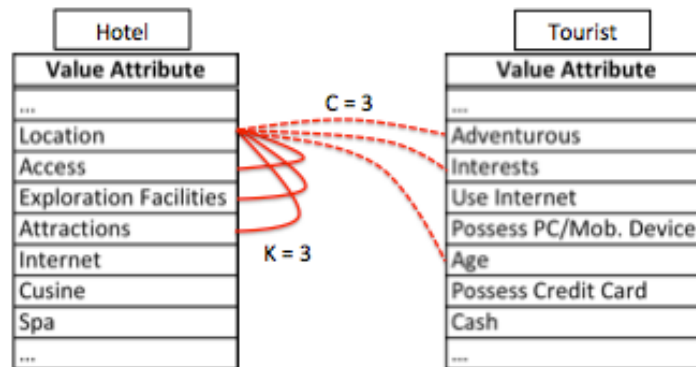 Hotel
Value Attribute
...
Location
Access
Exploration Facilities
Attractions
Internet
Cusine
Spa
...
C = 3
K = 3
Tourist
Value Attribute
...
Adventurous
Interests
Use Internet
Possess PC/Mob. Device
Age
Possess Credit Card
Cash
...